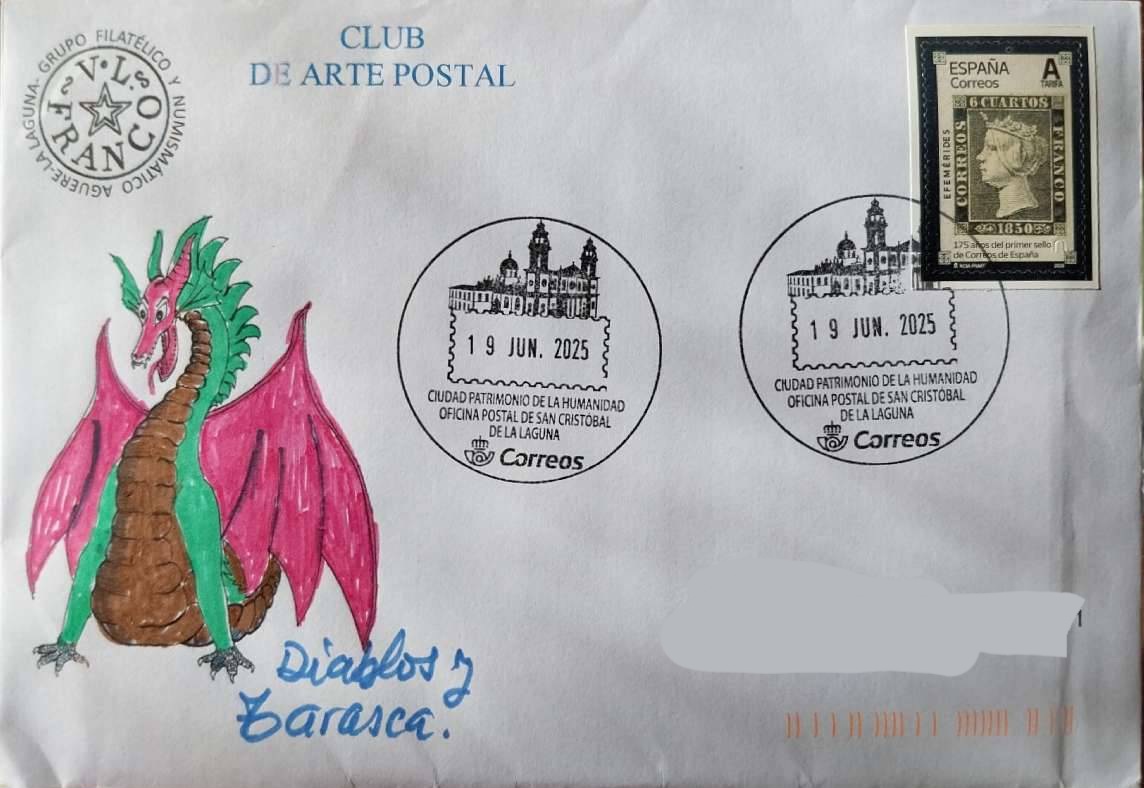 GRUPO FILATÉLICO Y NUMISMÁTICO AGUERE-LA LAGUNA-
V.L.
FRANCO
CLUB
DE ARTE POSTAL
ESPAÑA
Correos
A
TARIFA
EFEMÉRIDES
6 CUARTOS
CORREOS
FRANCO
1850
175 años del primer sello
de Correos de España
19 JUN. 2025
CIUDAD PATRIMONIO DE LA HUMANIDAD
OFICINA POSTAL DE SAN CRISTÓBAL
DE LA LAGUNA
Correos
19 JUN. 2025
CIUDAD PATRIMONIO DE LA HUMANIDAD
OFICINA POSTAL DE SAN CRISTÓBAL
DE LA LAGUNA
Correos
Diablos y
Tarasca.